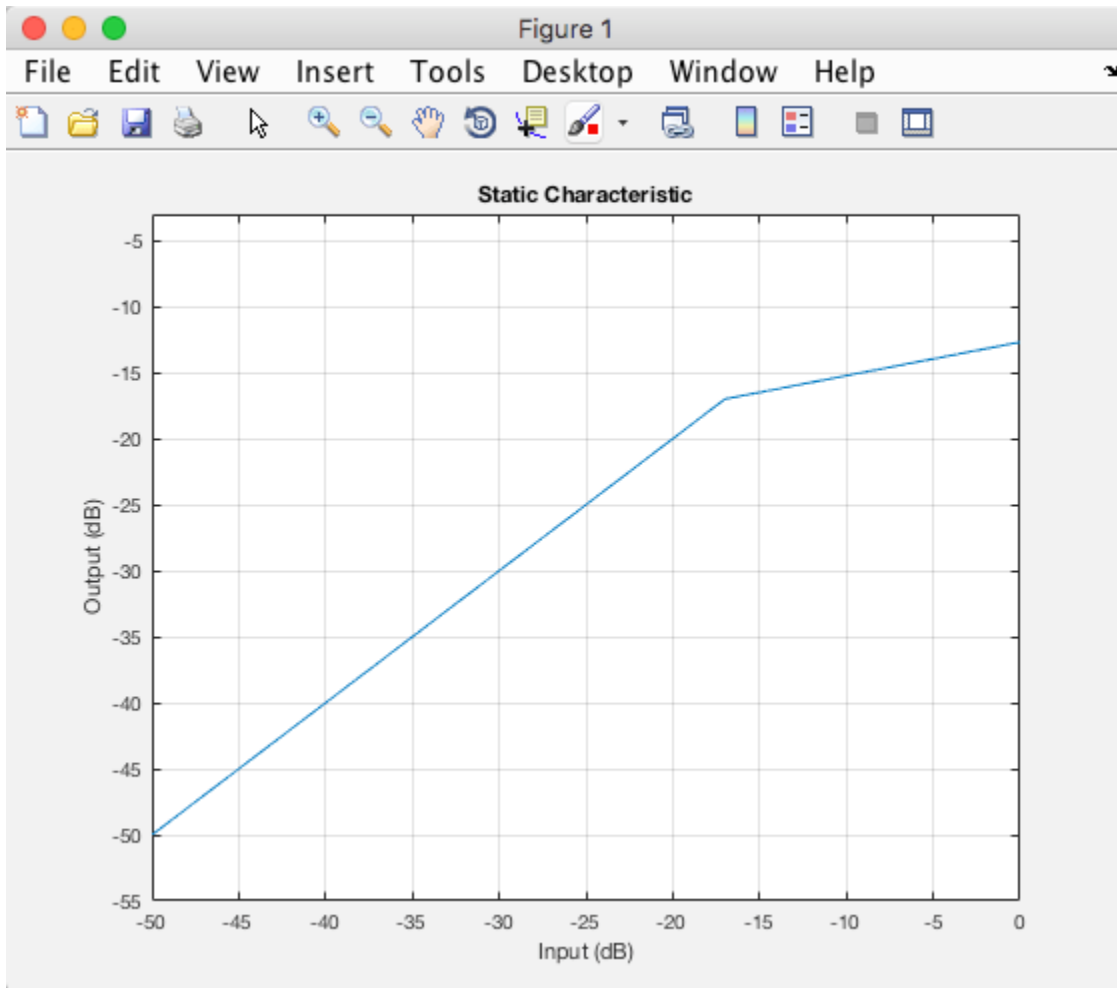 Figure 1
File Edit View Insert Tools Desktop Window Help
Static Characteristic
-5
-10
-15
-20
-25
-30
-35
-40
-45
-50
-55
Output (dB)
-50 -45 -40 -35 -30 -25 -20 -15 -10 -5 0
Input (dB)